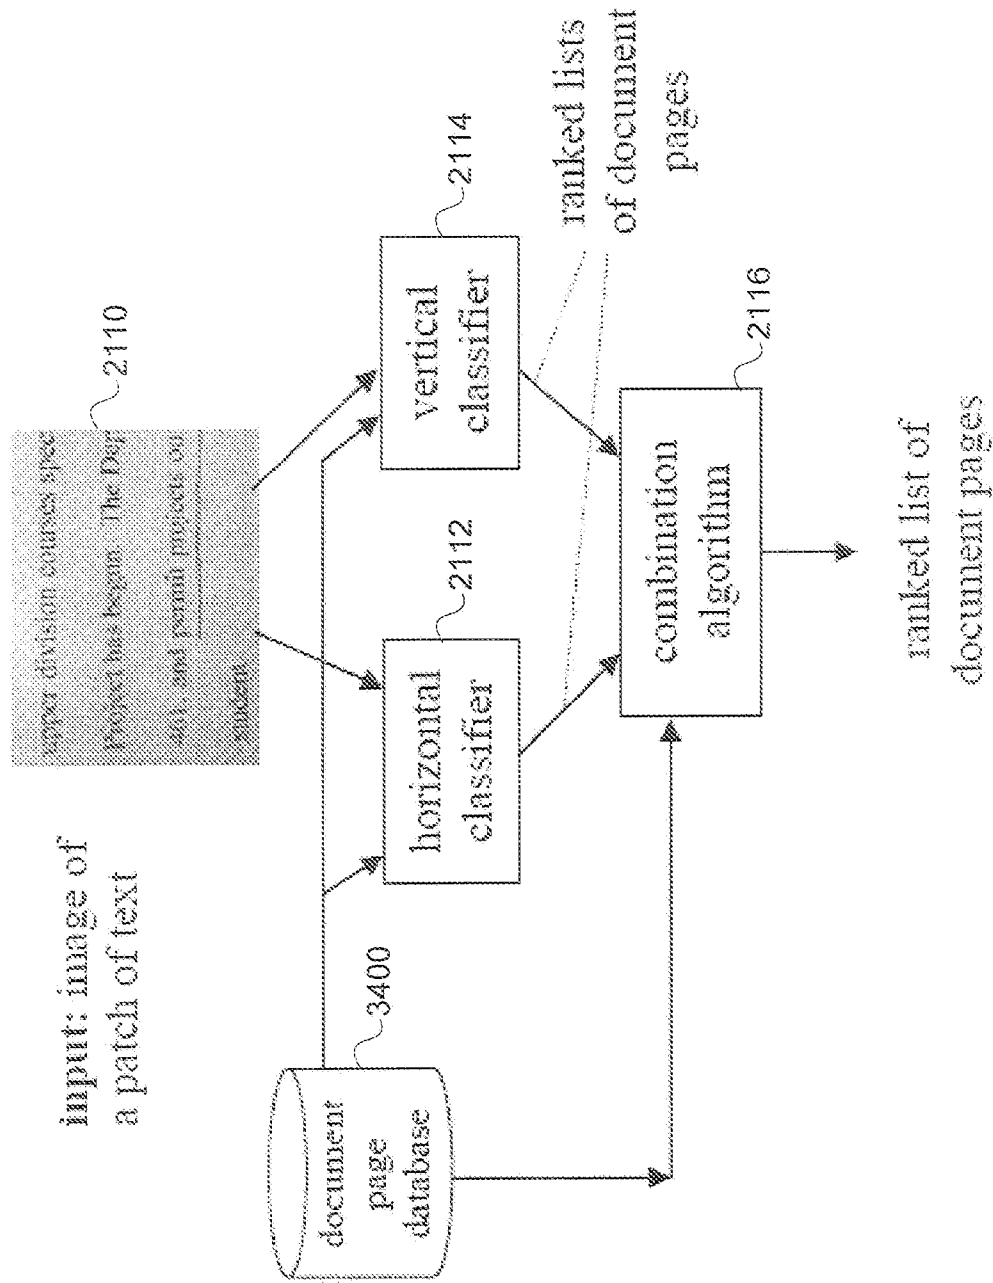 input: image of
a patch of text
upper division courses spec
Project has begun. The Dep
and permit projects ou
student
2110
document
page
database
3400
horizontal
classifier
2112
vertical
classifier
2114
ranked lists
of document
pages
combination
algorithm
2116
ranked list of
document pages